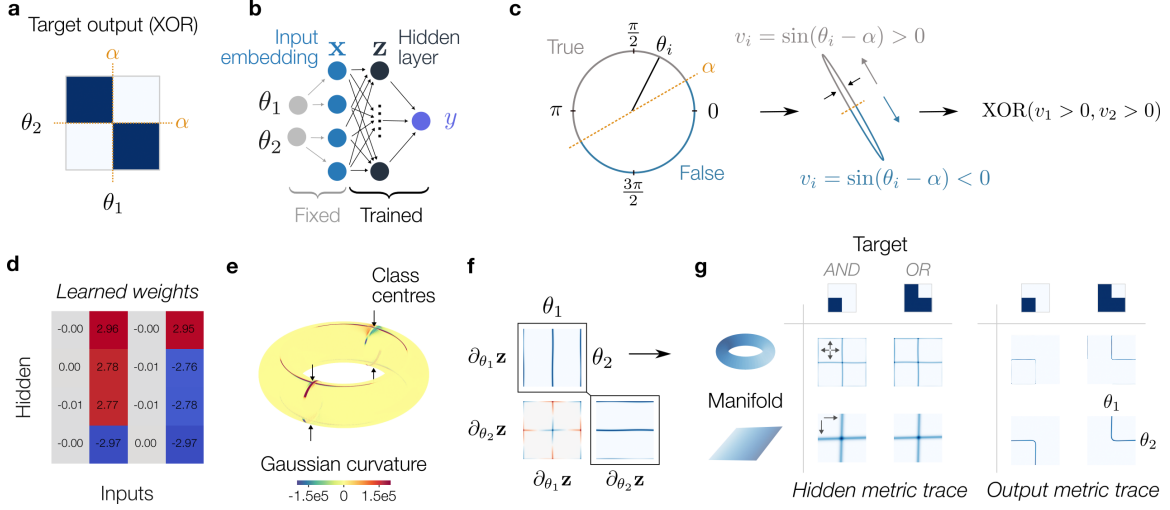 a
Target output (XOR)
α
θ₂
α
θ₁
b
Input embedding
x
z
Hidden layer
θ₁
θ₂
y
Fixed
Trained
c
True
π/2
θᵢ
α
π
0
3π/2
False
vᵢ = sin(θᵢ − α) > 0
vᵢ = sin(θᵢ − α) < 0
XOR(v₁ > 0, v₂ > 0)
d
Learned weights
Hidden
-0.00 2.96 -0.00 2.95
0.00 2.78 -0.01 -2.76
-0.01 2.77 -0.01 -2.78
-0.00 -2.97 0.00 -2.97
Inputs
e
Class
centres
Gaussian curvature
-1.5e5 0 1.5e5
f
θ₁
∂θ₁z
θ₂
∂θ₂z
∂θ₁z
∂θ₂z
g
Target
AND
OR
Manifold
θ₁
θ₂
Hidden metric trace
Output metric trace